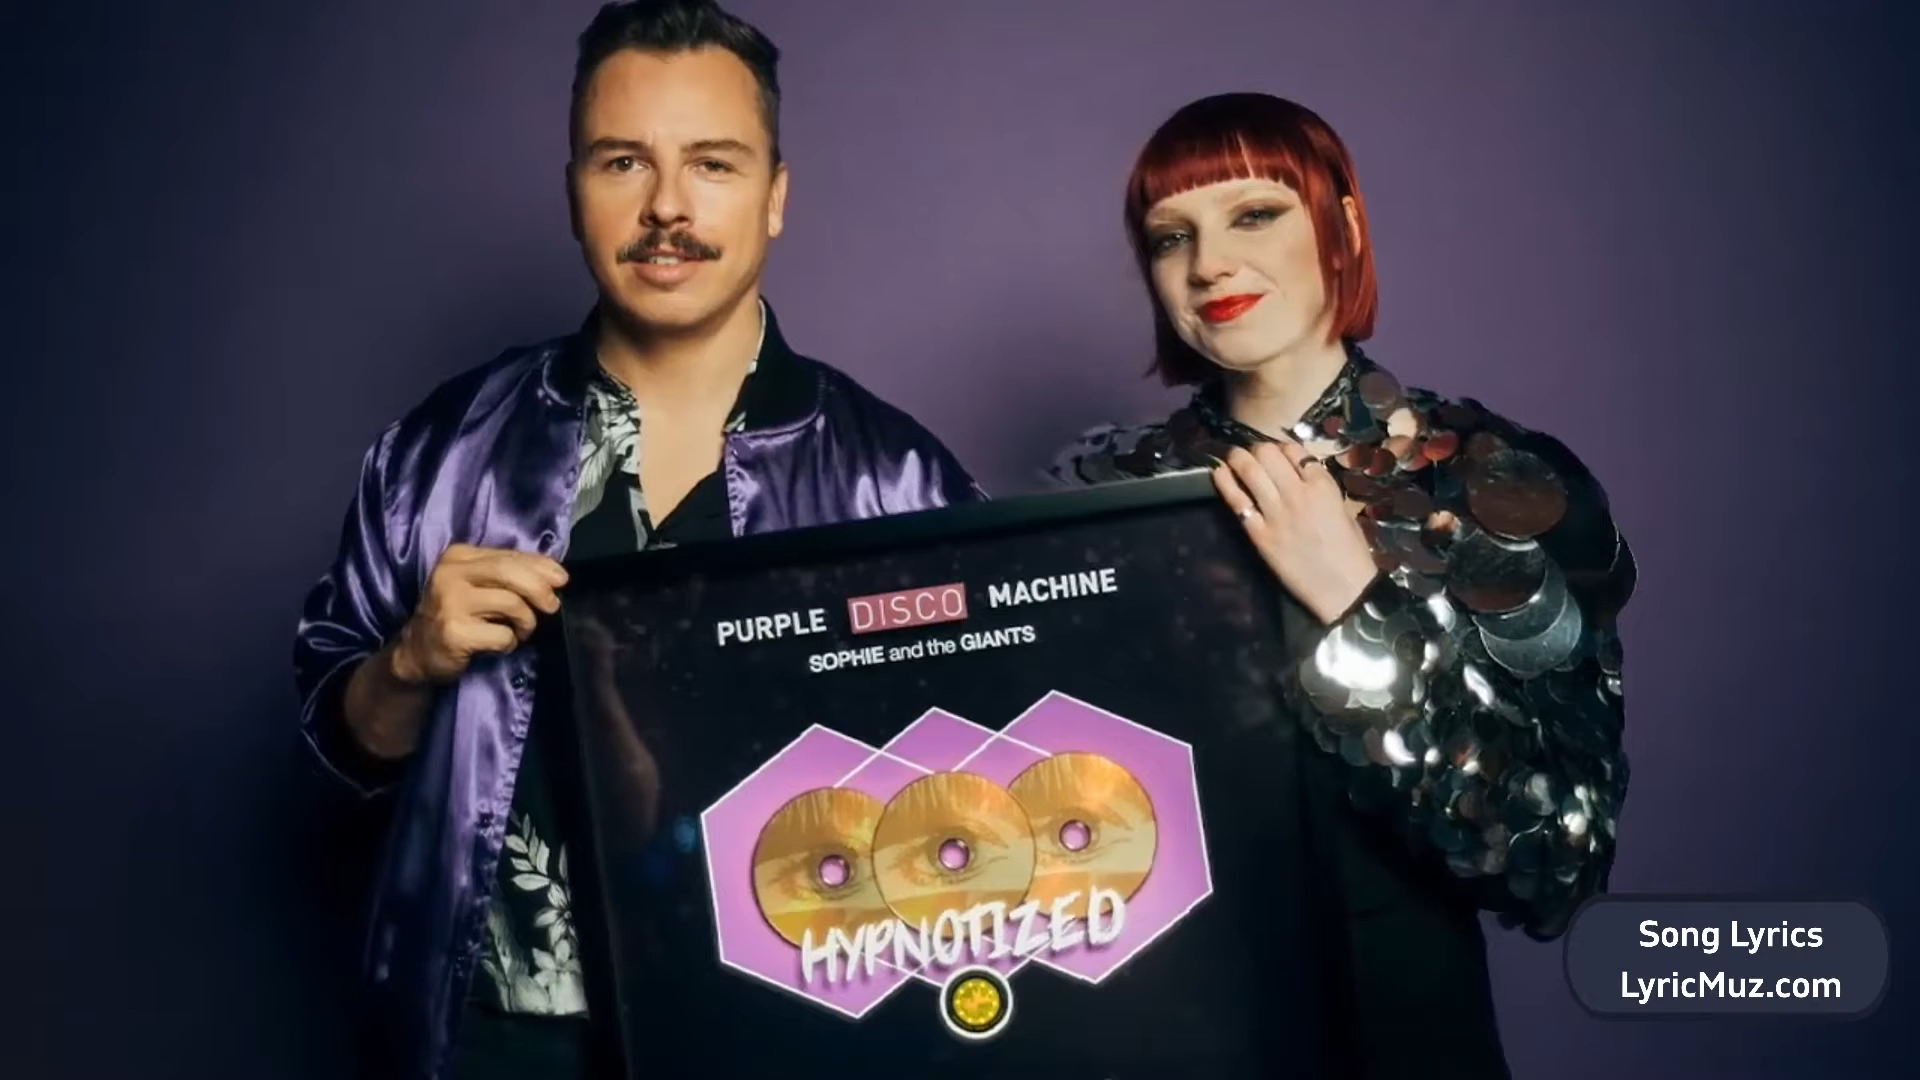 PURPLE DISCO MACHINE
SOPHIE and the GIANTS
HYPNOTIZED
Song Lyrics
LyricMuz.com